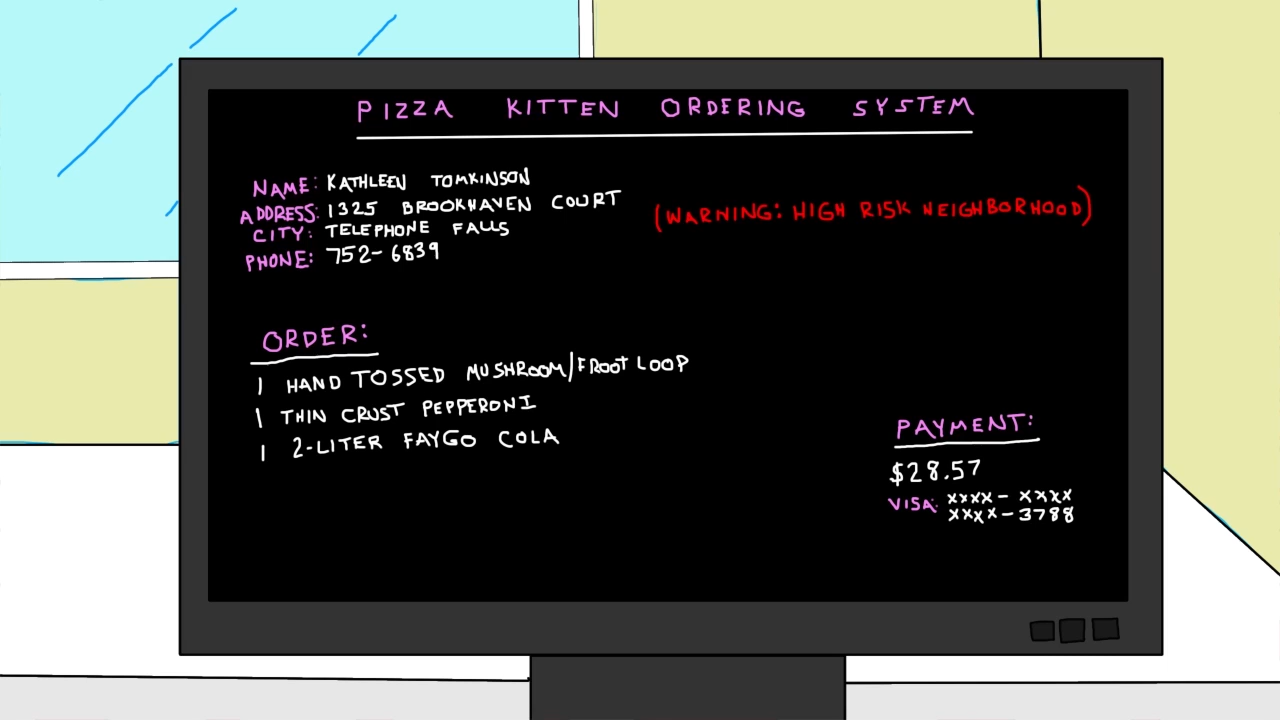 PIZZA KITTEN ORDERING SYSTEM
NAME: KATHLEEN TOMKINSON
ADDRESS: 1325 BROOKHAVEN COURT (WARNING: HIGH RISK NEIGHBORHOOD)
CITY: TELEPHONE FALLS
PHONE: 752-6839
ORDER:
1 HAND TOSSED MUSHROOM/FROOT LOOP
1 THIN CRUST PEPPERONI
1 2-LITER FAYGO COLA
PAYMENT:
$28.57
VISA: XXXX-XXXX
XXXX-3788